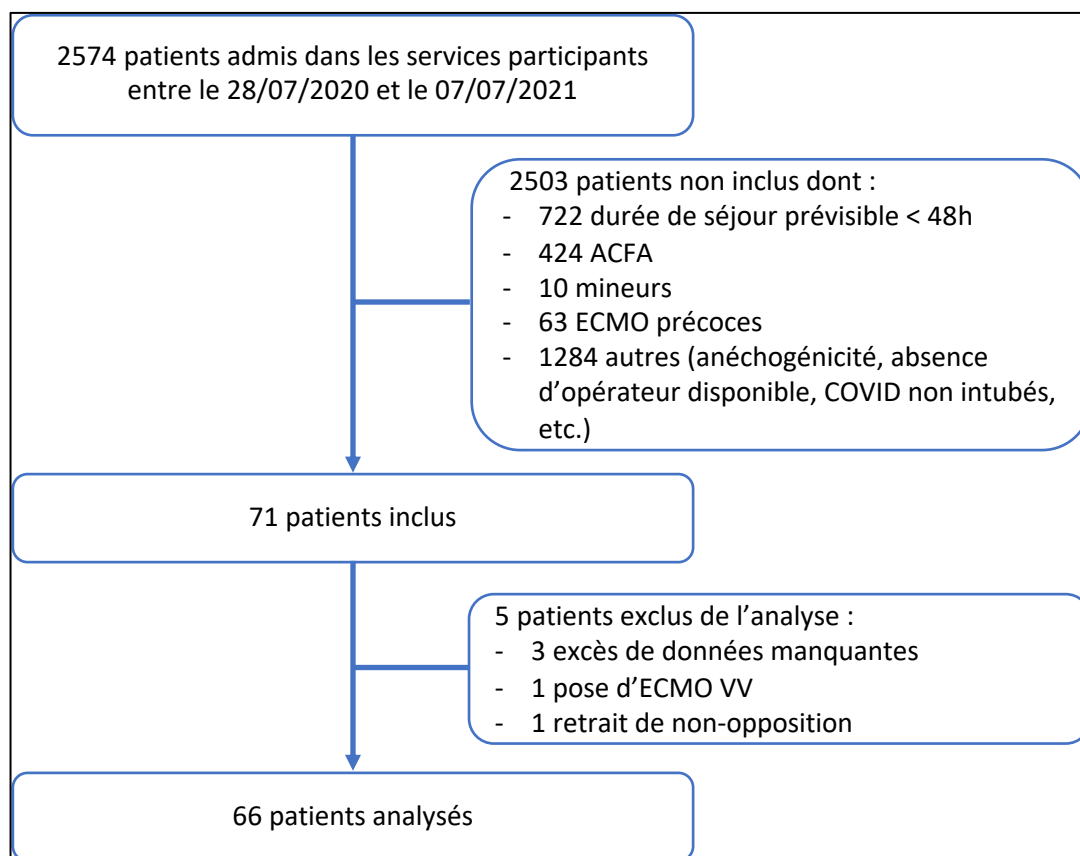 2574 patients admis dans les services participants
entre le 28/07/2020 et le 07/07/2021
2503 patients non inclus dont :
- 722 durée de séjour prévisible < 48h
- 424 ACFA
- 10 mineurs
- 63 ECMO précoces
- 1284 autres (anéchogénicité, absence
d’opérateur disponible, COVID non intubés,
etc.)
71 patients inclus
5 patients exclus de l’analyse :
- 3 excès de données manquantes
- 1 pose d’ECMO VV
- 1 retrait de non-opposition
66 patients analysés